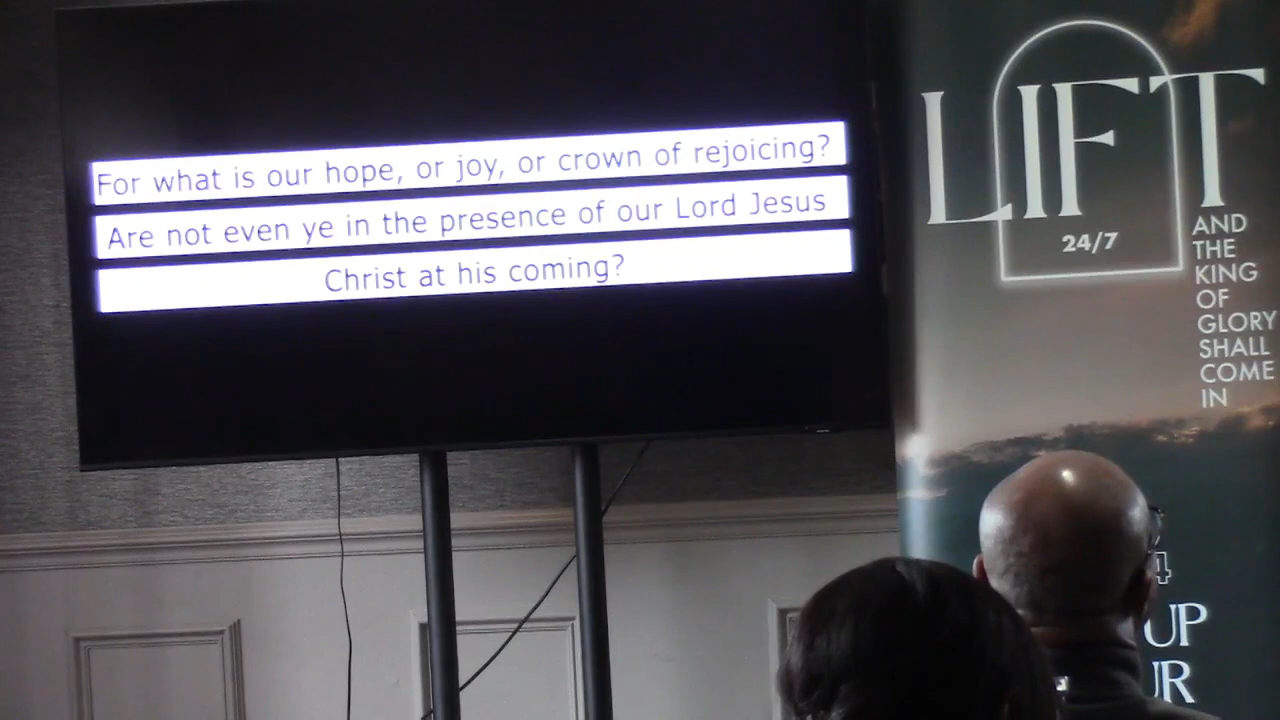 For what is our hope, or joy, or crown of rejoicing?
Are not even ye in the presence of our Lord Jesus
Christ at his coming?
LIFT
24/7
AND
THE
KING
OF
GLORY
SHALL
COME
IN
4
UP
UR